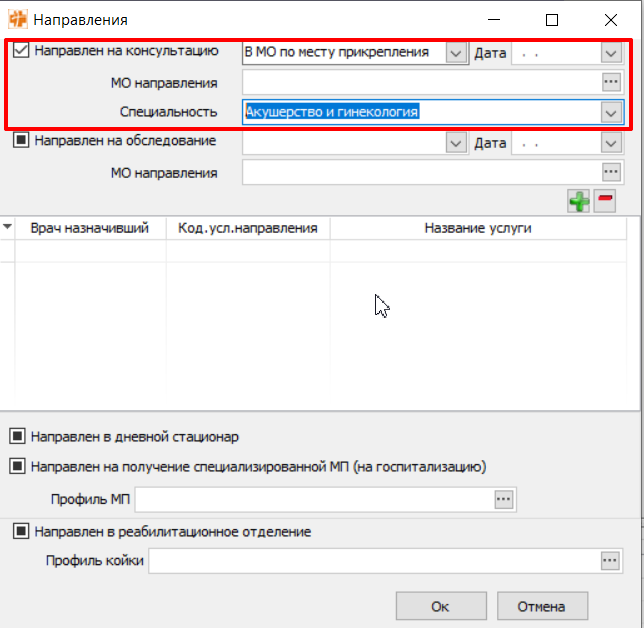 Направления
Направлен на консультацию В МО по месту прикрепления Дата . .
МО направления ...
Специальность Акушерство и гинекология
Направлен на обследование Дата . .
МО направления ...
Врач назначивший Код.усл.направления Название услуги
Направлен в дневной стационар
Направлен на получение специализированной МП (на госпитализацию)
Профиль МП ...
Направлен в реабилитационное отделение
Профиль койки ...
Ок Отмена